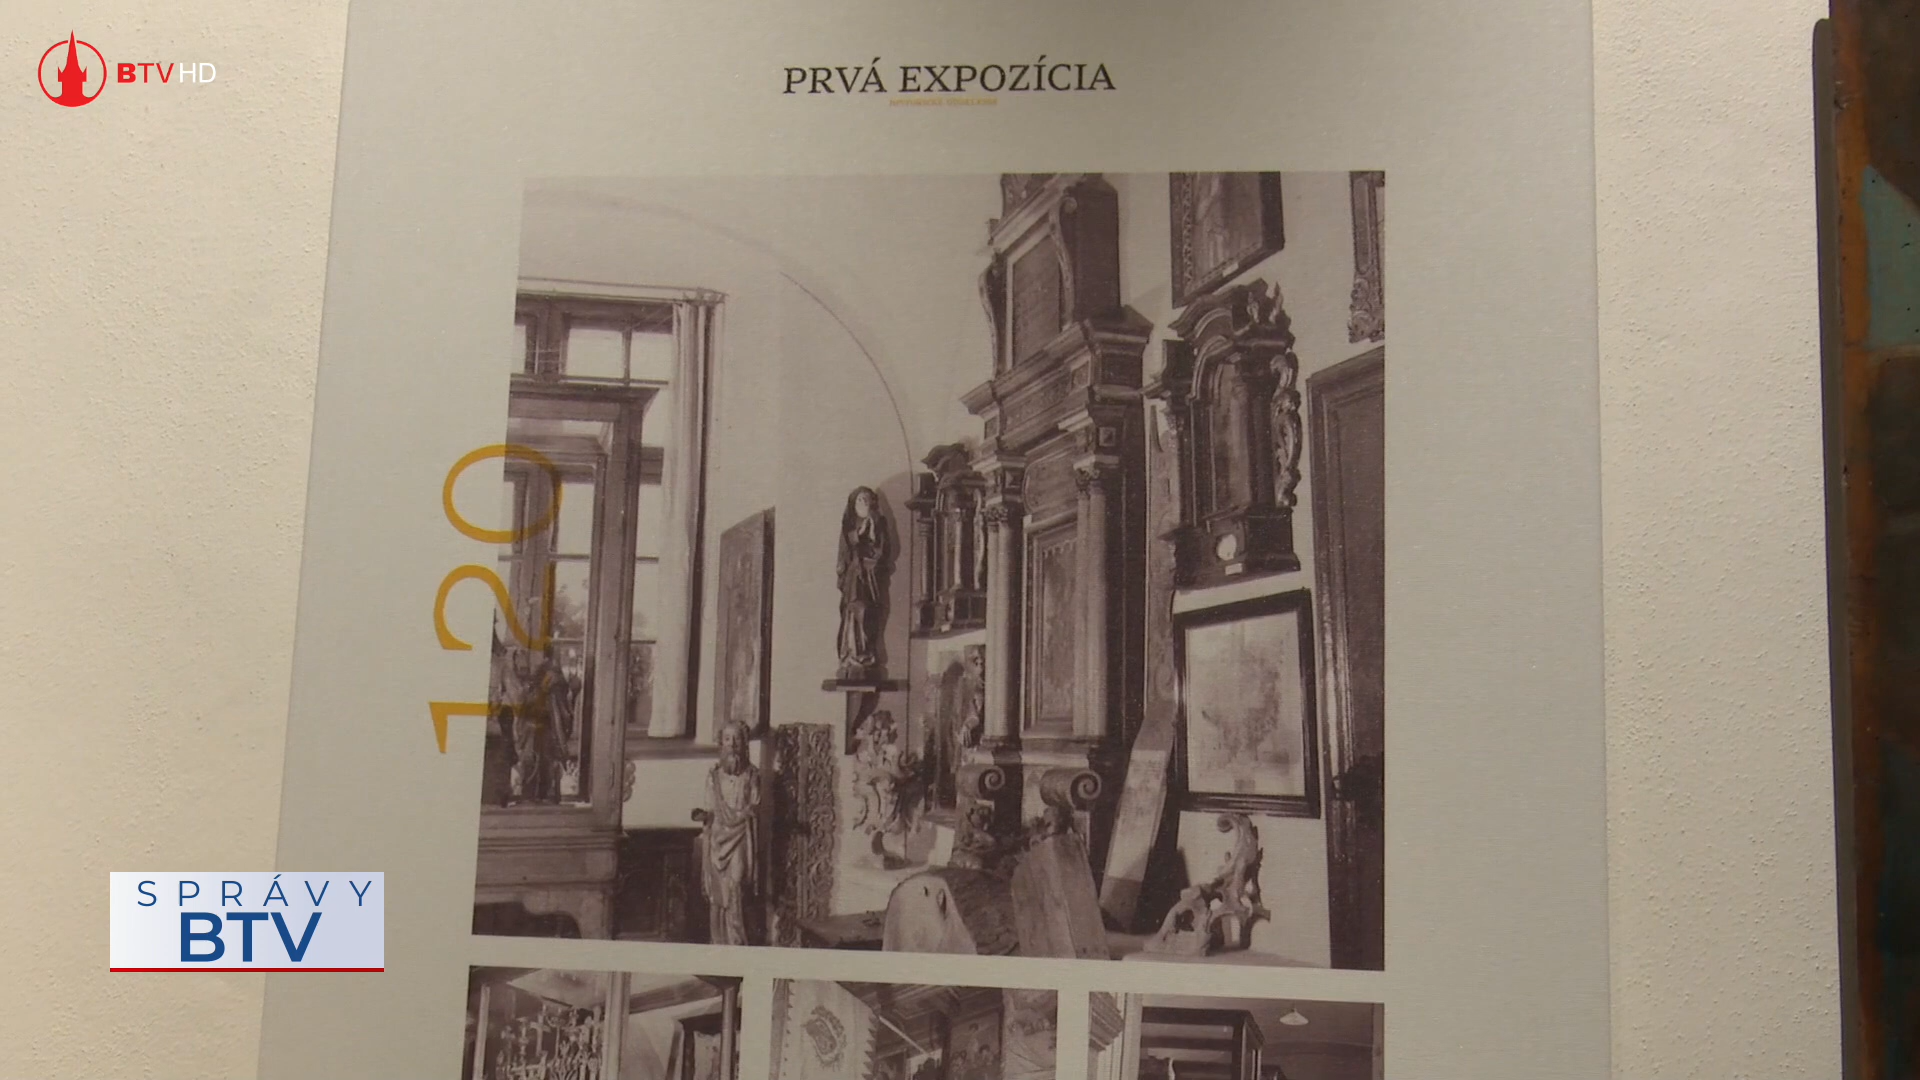 BTV HD
PRVÁ EXPOZÍCIA
120
SPRÁVY
BTV